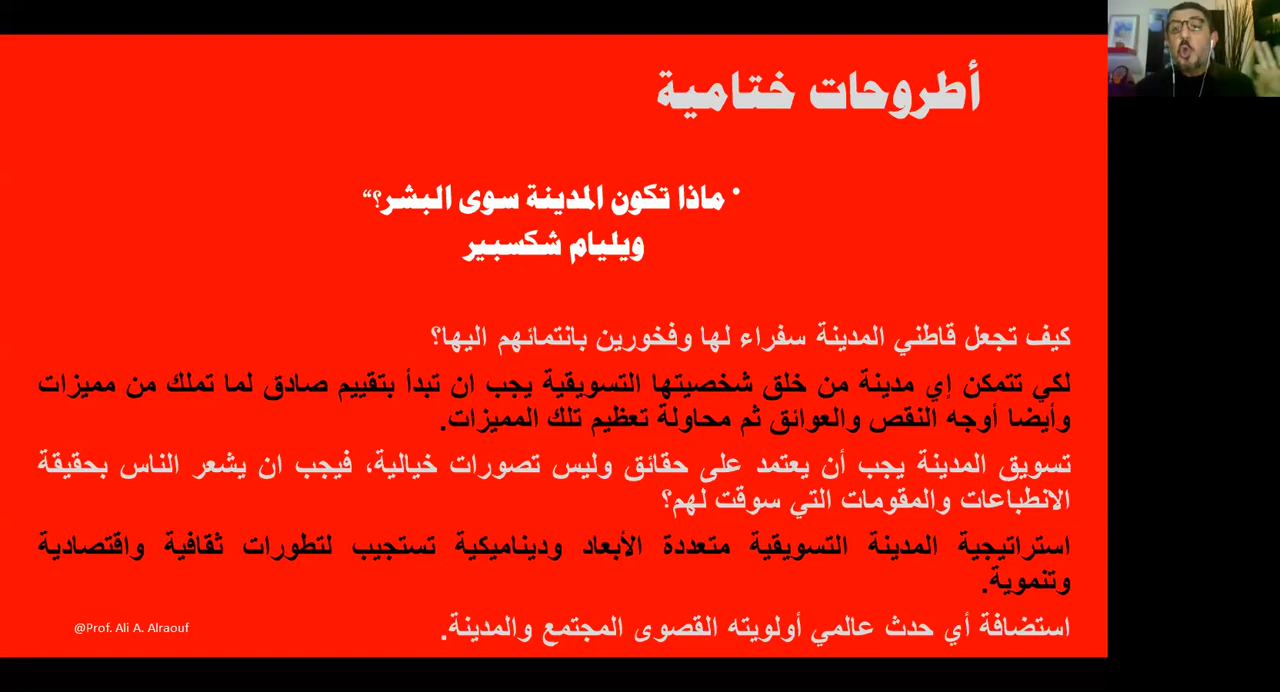 أطروحات ختامية
• ماذا تكون المدينة سوى البشر؟“
ويليام شكسبير
كيف تجعل قاطني المدينة سفراء لها وفخورين بانتمائهم اليها؟
لكي تتمكن إي مدينة من خلق شخصيتها التسويقية يجب ان تبدأ بتقييم صادق لما تملك من مميزات
وأيضا أوجه النقص والعوائق ثم محاولة تعظيم تلك المميزات.
تسويق المدينة يجب أن يعتمد على حقائق وليس تصورات خيالية، فيجب ان يشعر الناس بحقيقة
الانطباعات والمقومات التي سوقت لهم؟
استراتيجية المدينة التسويقية متعددة الأبعاد وديناميكية تستجيب لتطورات ثقافية واقتصادية
وتنموية.
استضافة أي حدث عالمي أولويته القصوى المجتمع والمدينة.
@Prof. Ali A. Alraouf